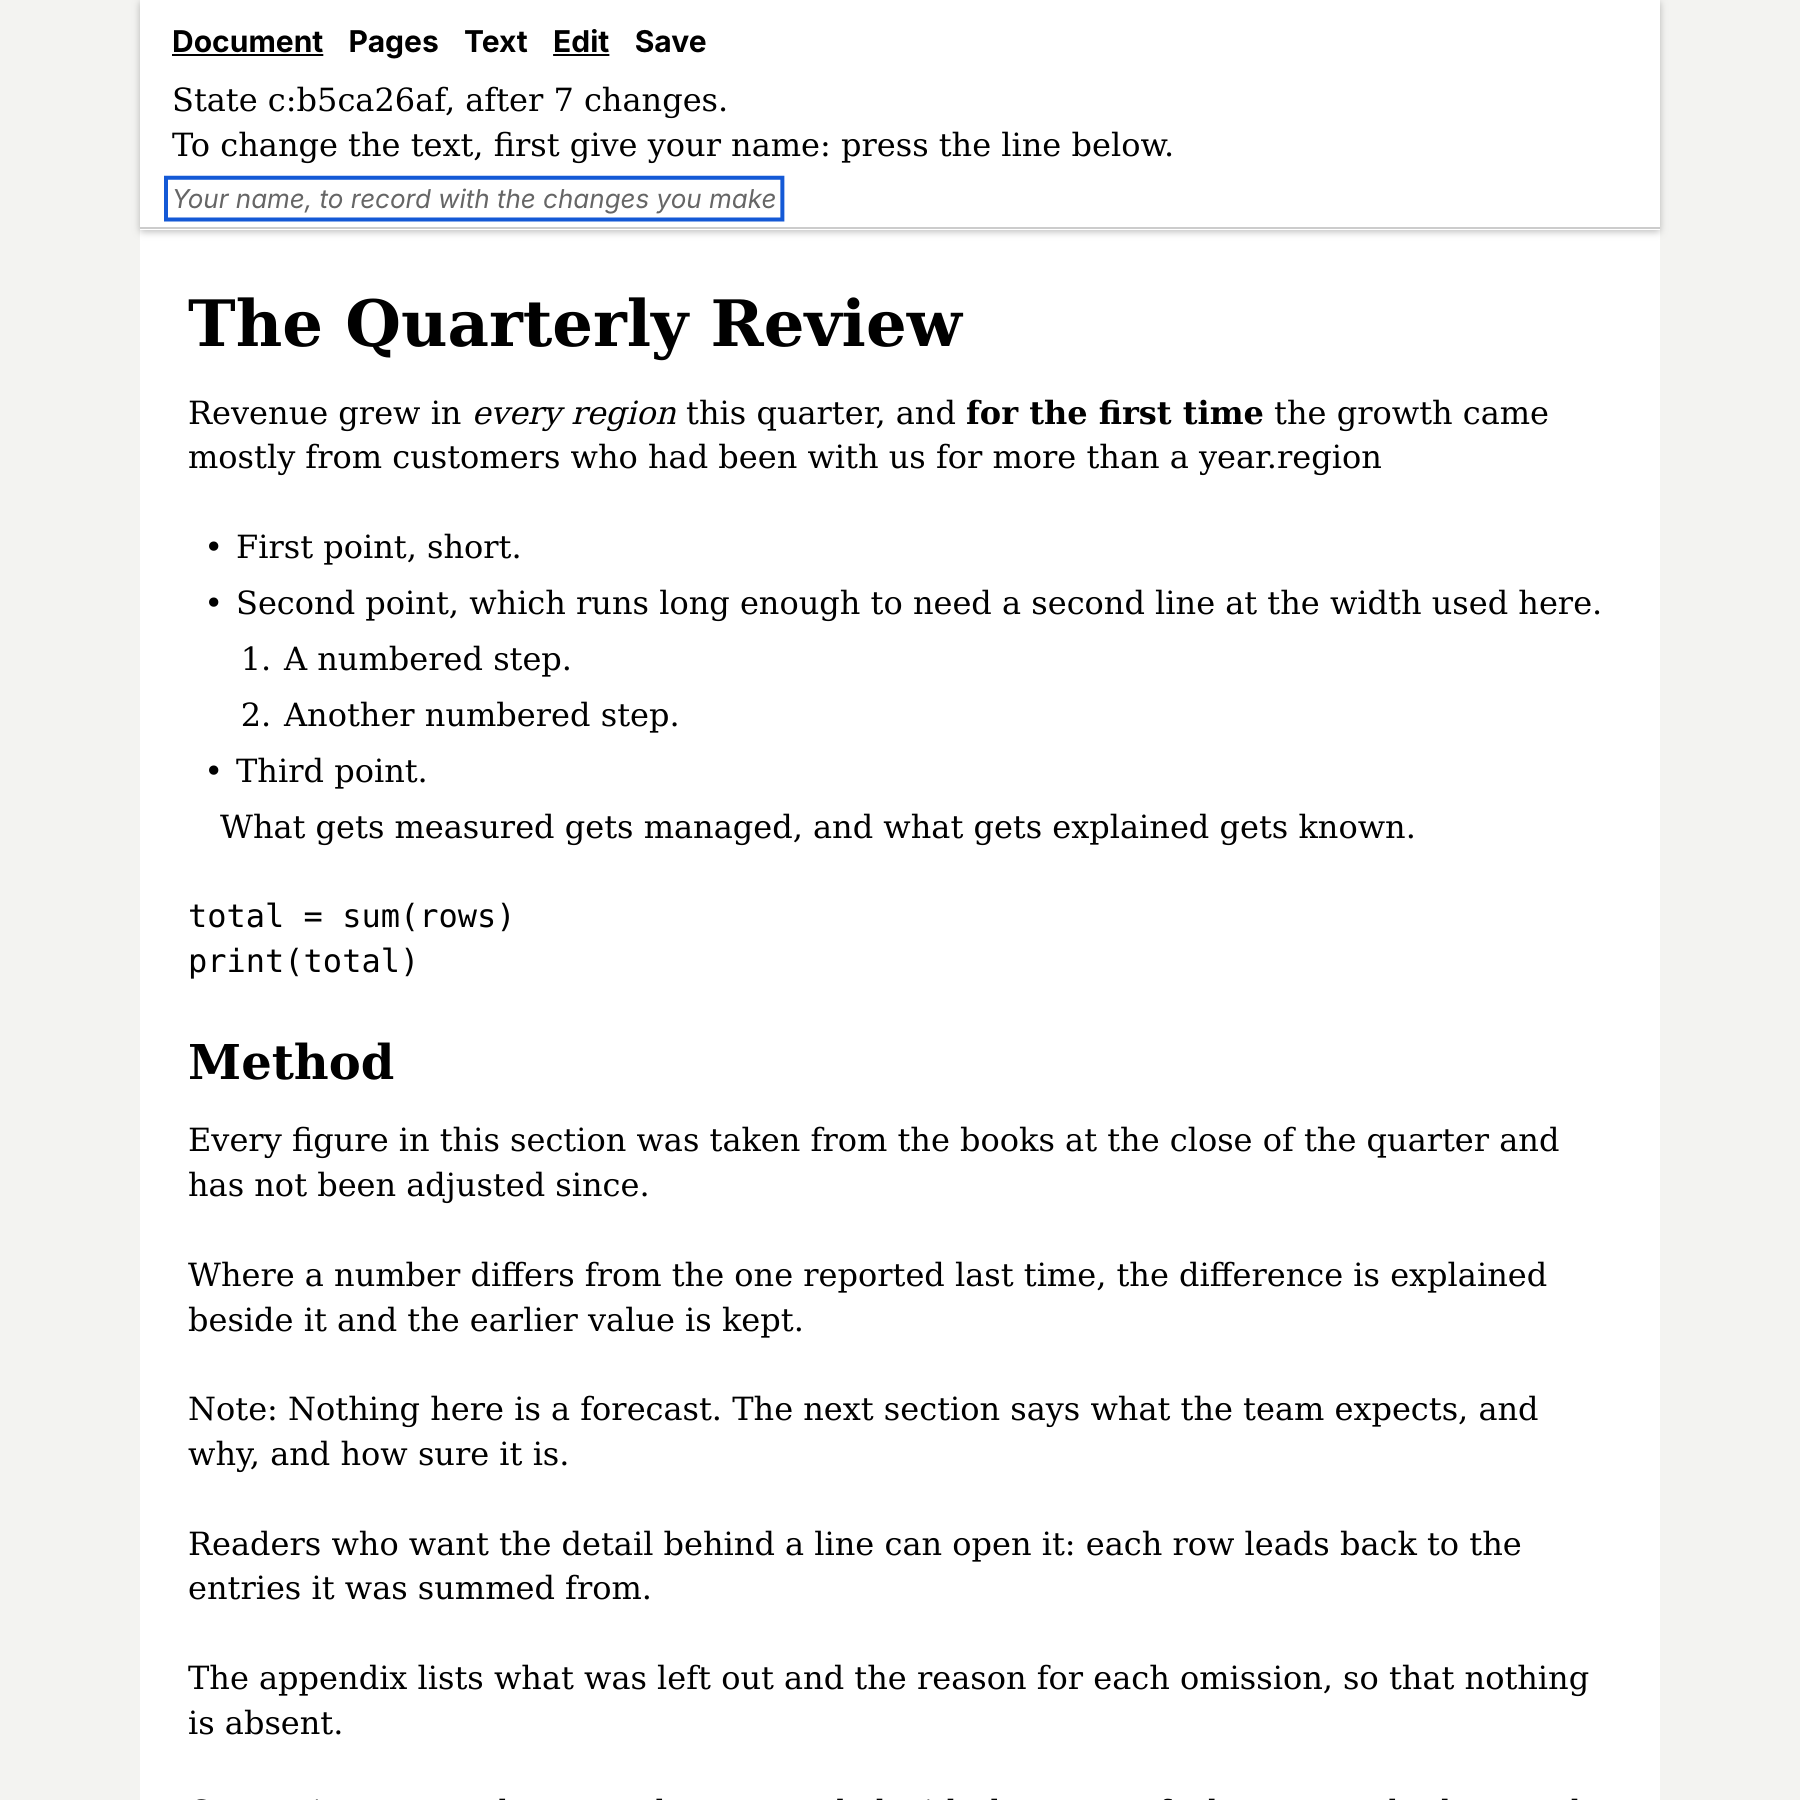 Document Pages Text Edit Save
State c:b5ca26af, after 7 changes.
To change the text, first give your name: press the line below.
Your name, to record with the changes you make
The Quarterly Review
Revenue grew in every region this quarter, and for the first time the growth came
mostly from customers who had been with us for more than a year.region
• First point, short.
• Second point, which runs long enough to need a second line at the width used here.
1. A numbered step.
2. Another numbered step.
• Third point.
What gets measured gets managed, and what gets explained gets known.
total = sum(rows)
print(total)
Method
Every figure in this section was taken from the books at the close of the quarter and
has not been adjusted since.
Where a number differs from the one reported last time, the difference is explained
beside it and the earlier value is kept.
Note: Nothing here is a forecast. The next section says what the team expects, and
why, and how sure it is.
Readers who want the detail behind a line can open it: each row leads back to the
entries it was summed from.
The appendix lists what was left out and the reason for each omission, so that nothing
is absent.